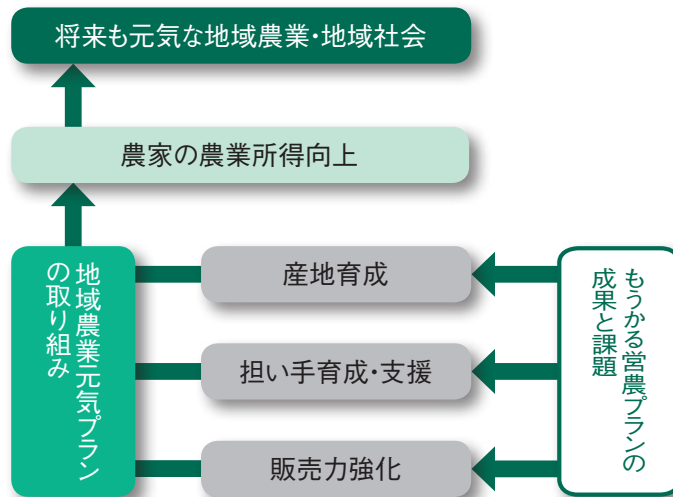 将来も元気な地域農業・地域社会
農家の農業所得向上
地域農業元気プラン
の取り組み
産地育成
担い手育成・支援
販売力強化
もうかる営農プランの
成果と課題